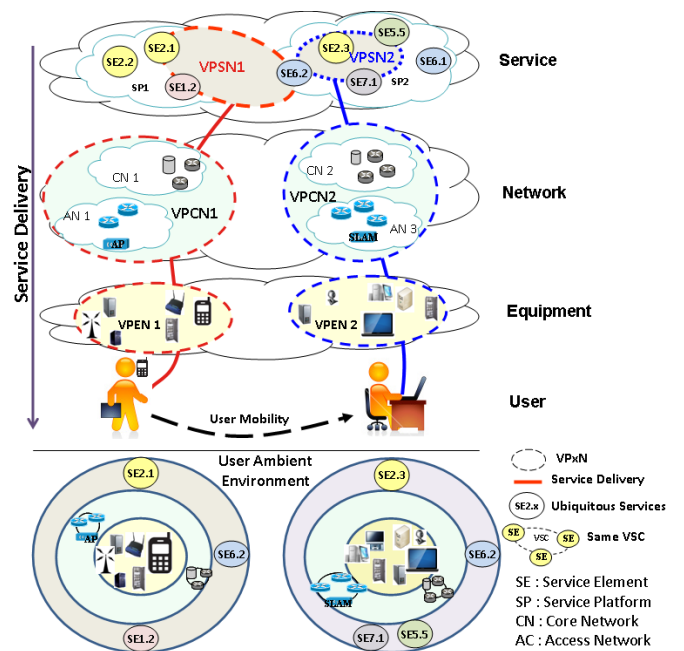 SE5.5
SE2.1
SE2.3
SE2.2
VPSN1
VPSN2
SE6.1
Service
SE6.2
SP1
SE1.2
SE7.1
SP2
CN 1
CN 2
VPCN1
VPCN2
Network
AN 1
AN 3
AP
SLAM
Service Delivery
VPEN 1
VPEN 2
Equipment
User Mobility
User
User Ambient
Environment
SE2.1
AP
SE6.2
SE1.2
SE2.3
SE6.2
SLAM
SE7.1
SE5.5
VPxN
Service Delivery
SE2.x
Ubiquitous Services
SE
VSC
SE
Same VSC
SE
SE : Service Element
SP : Service Platform
CN : Core Network
AC : Access Network